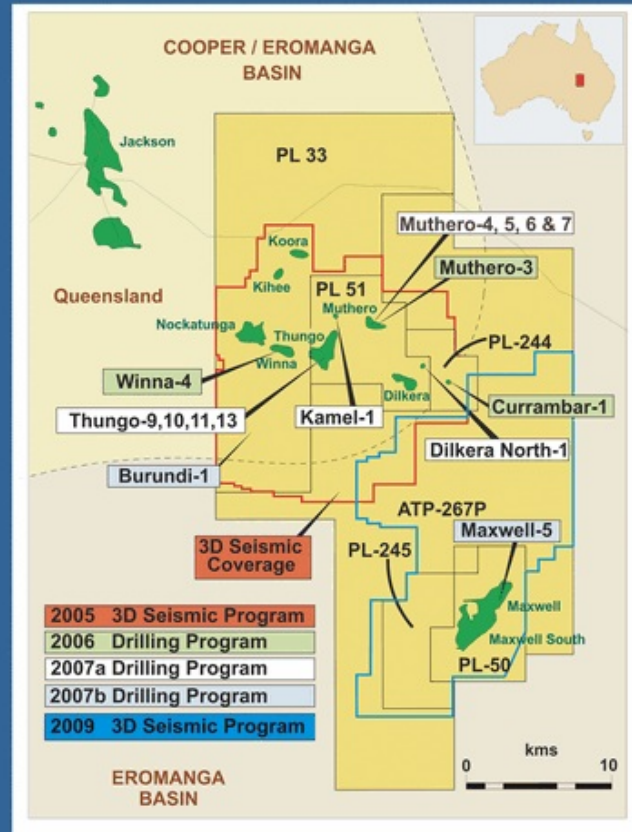 COOPER / EROMANGA
BASIN
Jackson
PL 33
Muthero-4, 5, 6 & 7
Koora
Muthero-3
Kihee
PL 51
Queensland
Muthero
Nockatunga
Thungo
PL-244
Winna
Winna-4
Dilkera
Currambar-1
Thungo-9,10,11,13
Kamel-1
Dilkera North-1
Burundi-1
ATP-267P
3D Seismic
Coverage
PL-245
Maxwell-5
2005 3D Seismic Program
Maxwell
2006 Drilling Program
Maxwell South
2007a Drilling Program
PL-50
2007b Drilling Program
2009 3D Seismic Program
kms
0 10
EROMANGA
BASIN